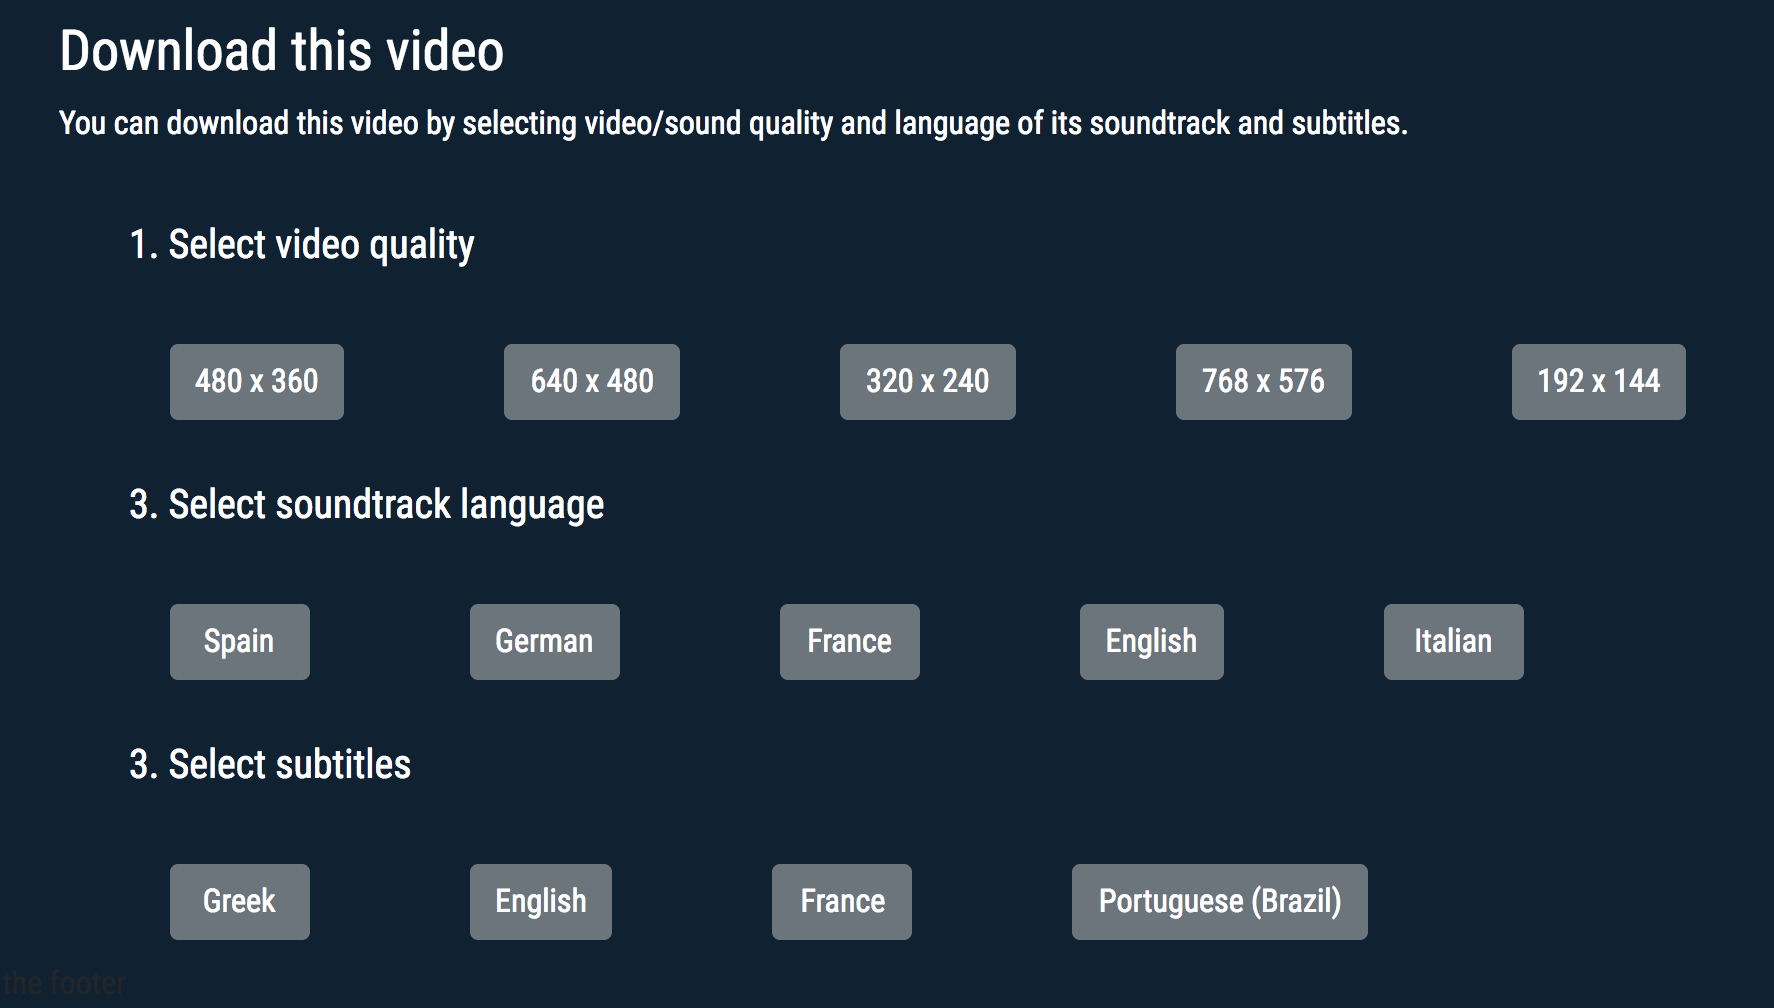 Download this video
You can download this video by selecting video/sound quality and language of its soundtrack and subtitles.
1. Select video quality
480 x 360 640 x 480 320 x 240 768 x 576 192 x 144
3. Select soundtrack language
Spain German France English Italian
3. Select subtitles
Greek English France Portuguese (Brazil)
the footer